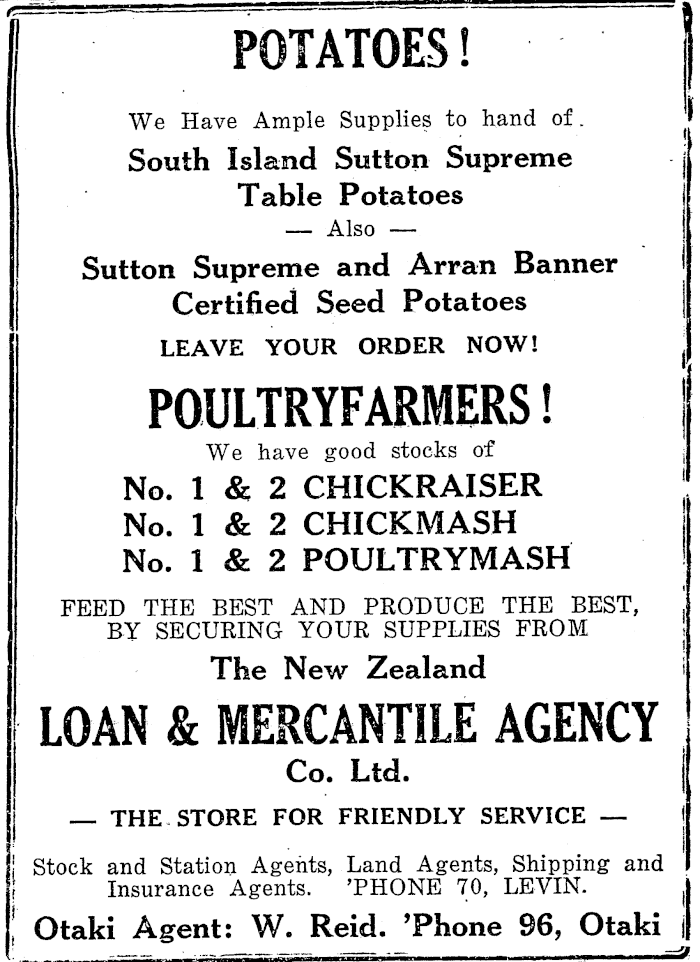 POTATOES!
We Have Ample Supplies to hand of.
South Island Sutton Supreme
Table Potatoes
— Also —
Sutton Supreme and Arran Banner
Certified Seed Potatoes
LEAVE YOUR ORDER NOW!
POULTRYFARMERS!
We have good stocks of
No. 1 & 2 CHICKRAISER
No. 1 & 2 CHICKMASH
No. 1 & 2 POULTRYMASH
FEED THE BEST AND PRODUCE THE BEST,
BY SECURING YOUR SUPPLIES FROM
The New Zealand
LOAN & MERCANTILE AGENCY
Co. Ltd.
— THE STORE FOR FRIENDLY SERVICE —
Stock and Station Agents, Land Agents, Shipping and
Insurance Agents. 'PHONE 70, LEVIN.
Otaki Agent: W. Reid. 'Phone 96, Otaki